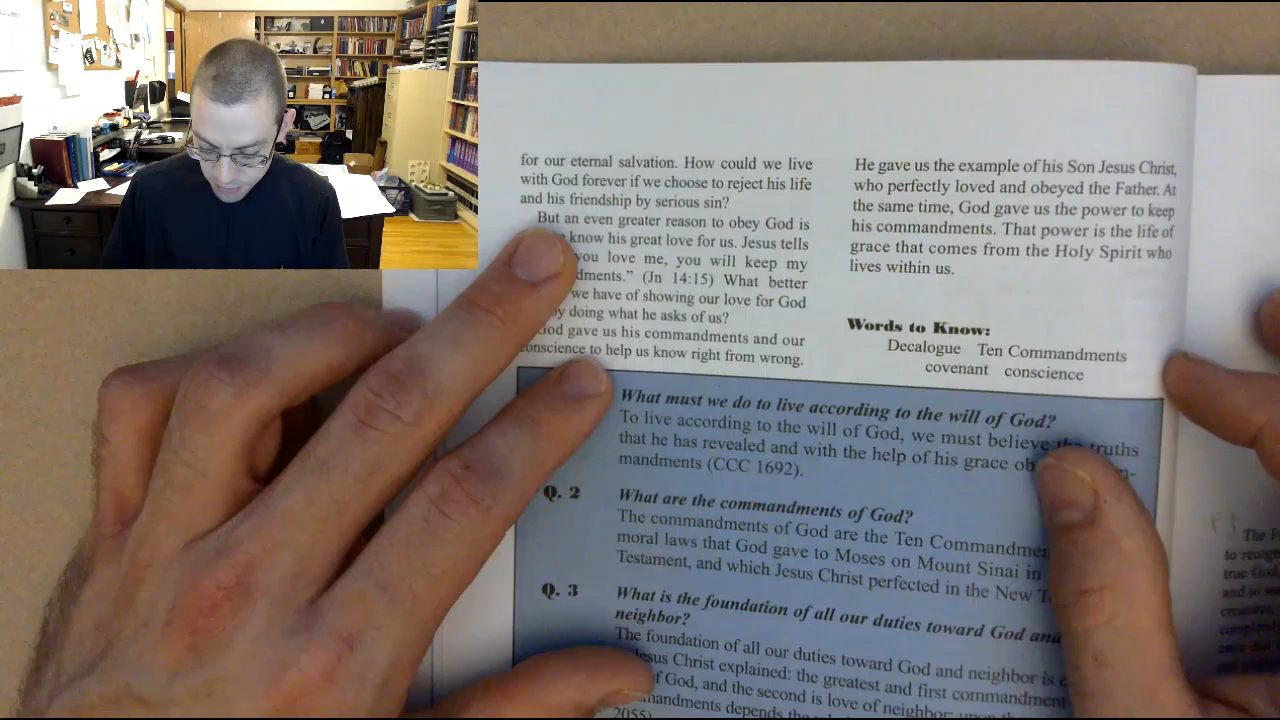 for our eternal salvation. How could we live
with God forever if we choose to reject his life
and his friendship by serious sin?
But an even greater reason to obey God is
know his great love for us. Jesus tells
you love me, you will keep my
dments." (Jn 14:15) What better
we have of showing our love for God
by doing what he asks of us?
God gave us his commandments and our
conscience to help us know right from wrong.
He gave us the example of his Son Jesus Christ,
who perfectly loved and obeyed the Father. At
the same time, God gave us the power to keep
his commandments. That power is the life of
grace that comes from the Holy Spirit who
lives within us.
Words to Know:
Decalogue Ten Commandments
covenant conscience
What must we do to live according to the will of God?
To live according to the will of God, we must believe the truths
that he has revealed and with the help of his grace ob
mandments (CCC 1692).
Q. 2 What are the commandments of God?
The commandments of God are the Ten Commandmen
moral laws that God gave to Moses on Mount Sinai in
Testament, and which Jesus Christ perfected in the New T
Q. 3 What is the foundation of all our duties toward God and
neighbor?
The foundation of all our duties toward God and neighbor is
Jesus Christ explained: the greatest and first commandment
of God, and the second is love of neighbor; upon
mandments depends the
2055)
The F
to recog
true God
and to w
creature